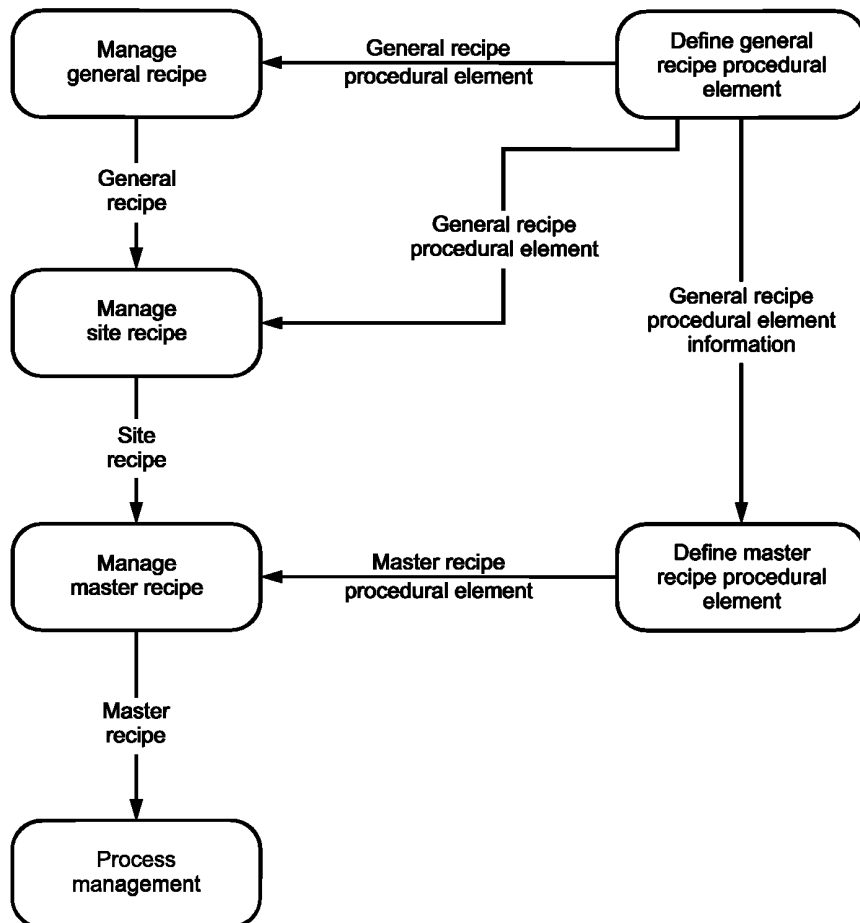 Manage
general recipe
General recipe
procedural element
Define general
recipe procedural
element
General
recipe
General recipe
procedural element
Manage
site recipe
General recipe
procedural element
information
Site
recipe
Manage
master recipe
Master recipe
procedural element
Define master
recipe procedural
element
Master
recipe
Process
management